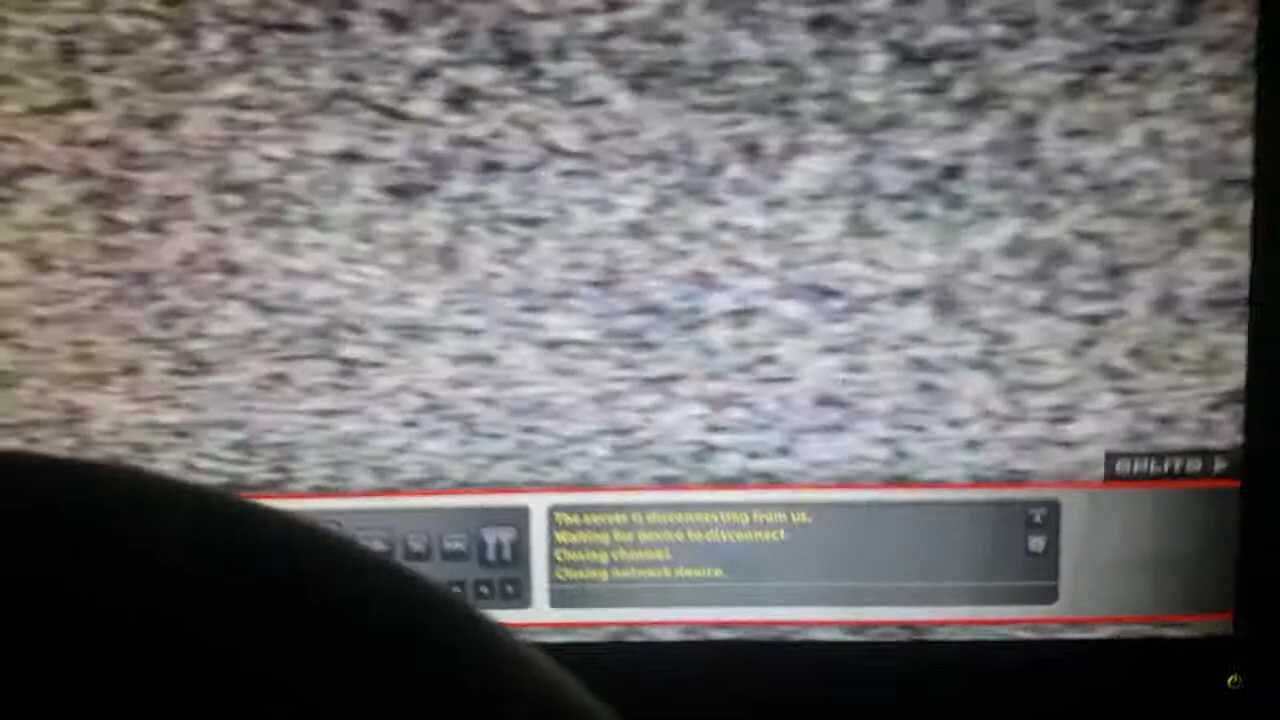 The server is disconnecting from us.
Waiting for device to disconnect.
Closing channel.
Closing network device.